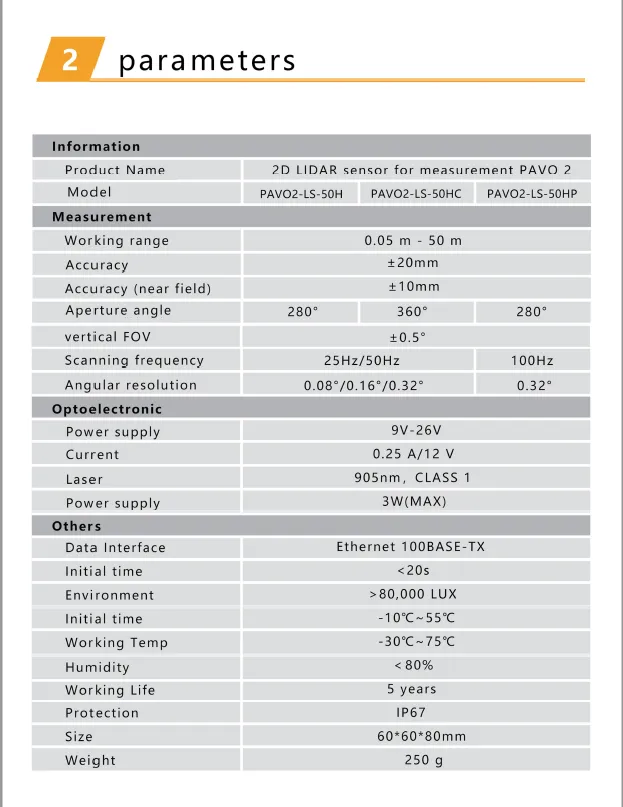 2 parameters
Information
Product Name 2D LIDAR sensor for measurement PAVO 2
Model PAVO2-LS-50H PAVO2-LS-50HC PAVO2-LS-50HP
Measurement
Working range 0.05 m - 50 m
Accuracy ±20mm
Accuracy (near field) ±10mm
Aperture angle 280° 360° 280°
vertical FOV ±0.5°
Scanning frequency 25Hz/50Hz 100Hz
Angular resolution 0.08°/0.16°/0.32° 0.32°
Optoelectronic
Power supply 9V-26V
Current 0.25 A/12 V
Laser 905nm, CLASS 1
Power supply 3W(MAX)
Others
Data Interface Ethernet 100BASE-TX
Initial time <20s
Environment >80,000 LUX
Initial time -10℃~55℃
Working Temp -30℃~75℃
Humidity <80%
Working Life 5 years
Protection IP67
Size 60*60*80mm
Weight 250 g